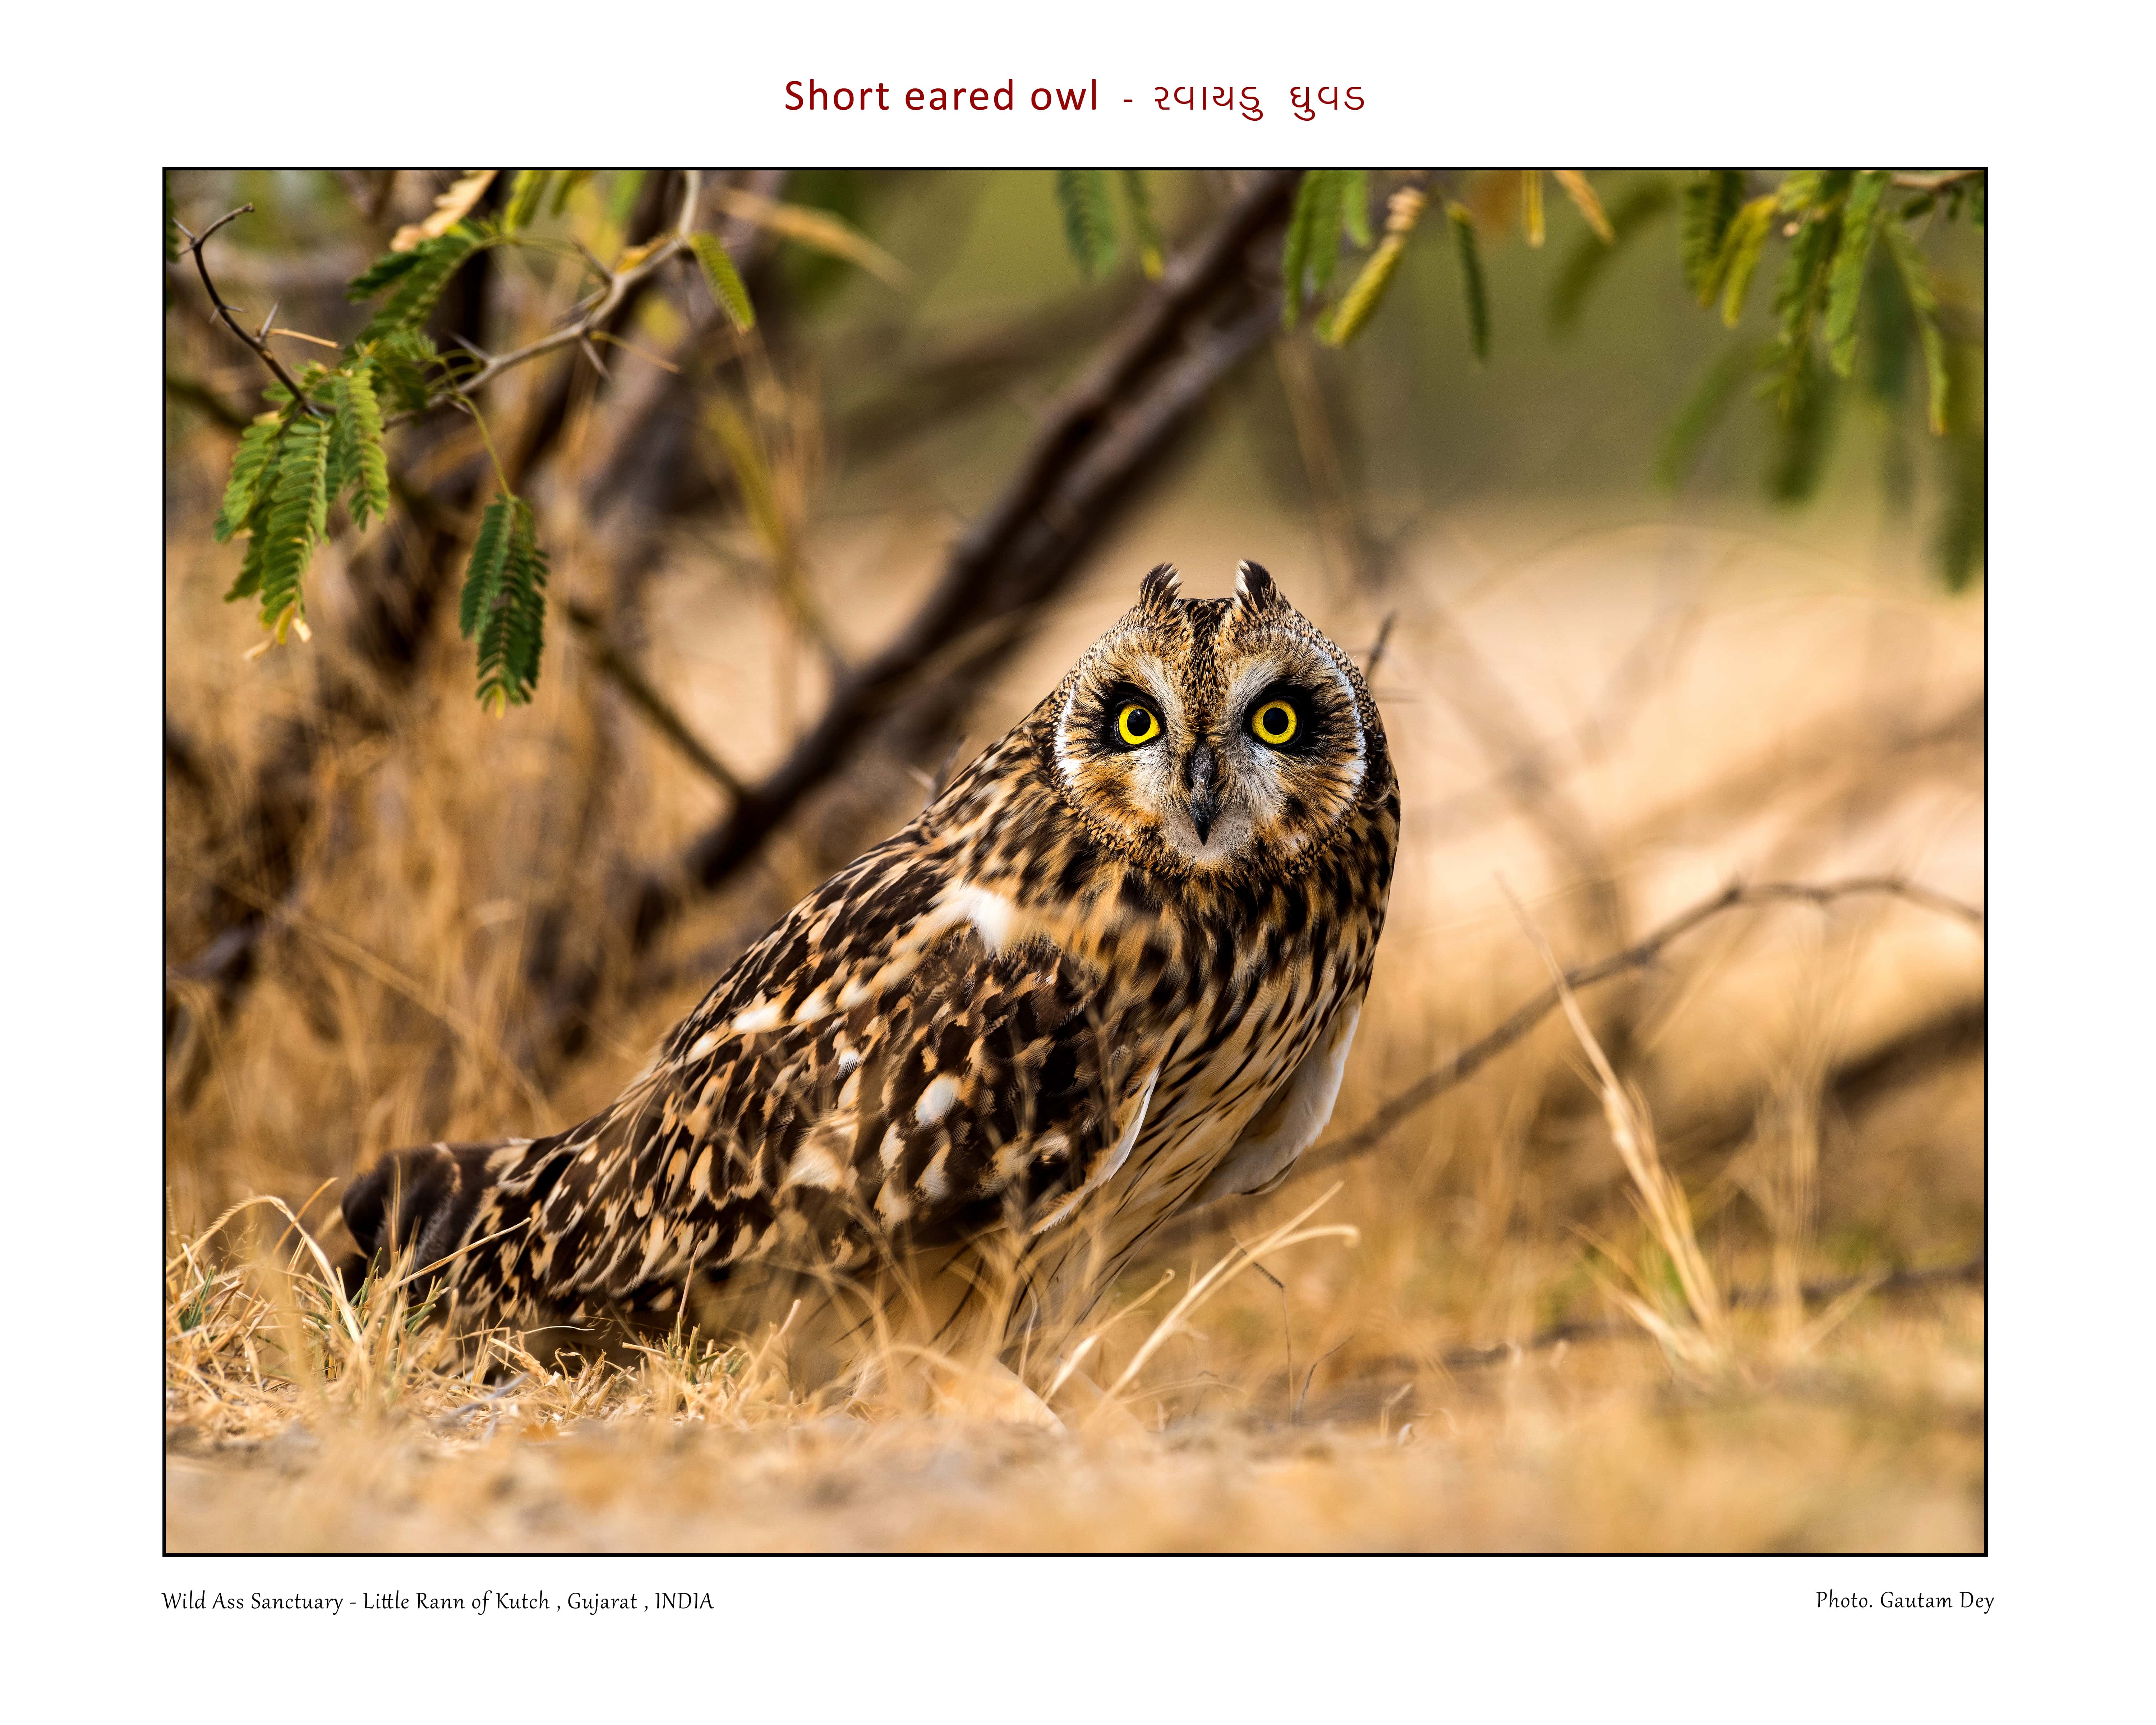 Short eared owl - રવાયડુ ઘુવડ
Wild Ass Sanctuary - Little Rann of Kutch , Gujarat , INDIA
Photo. Gautam Dey